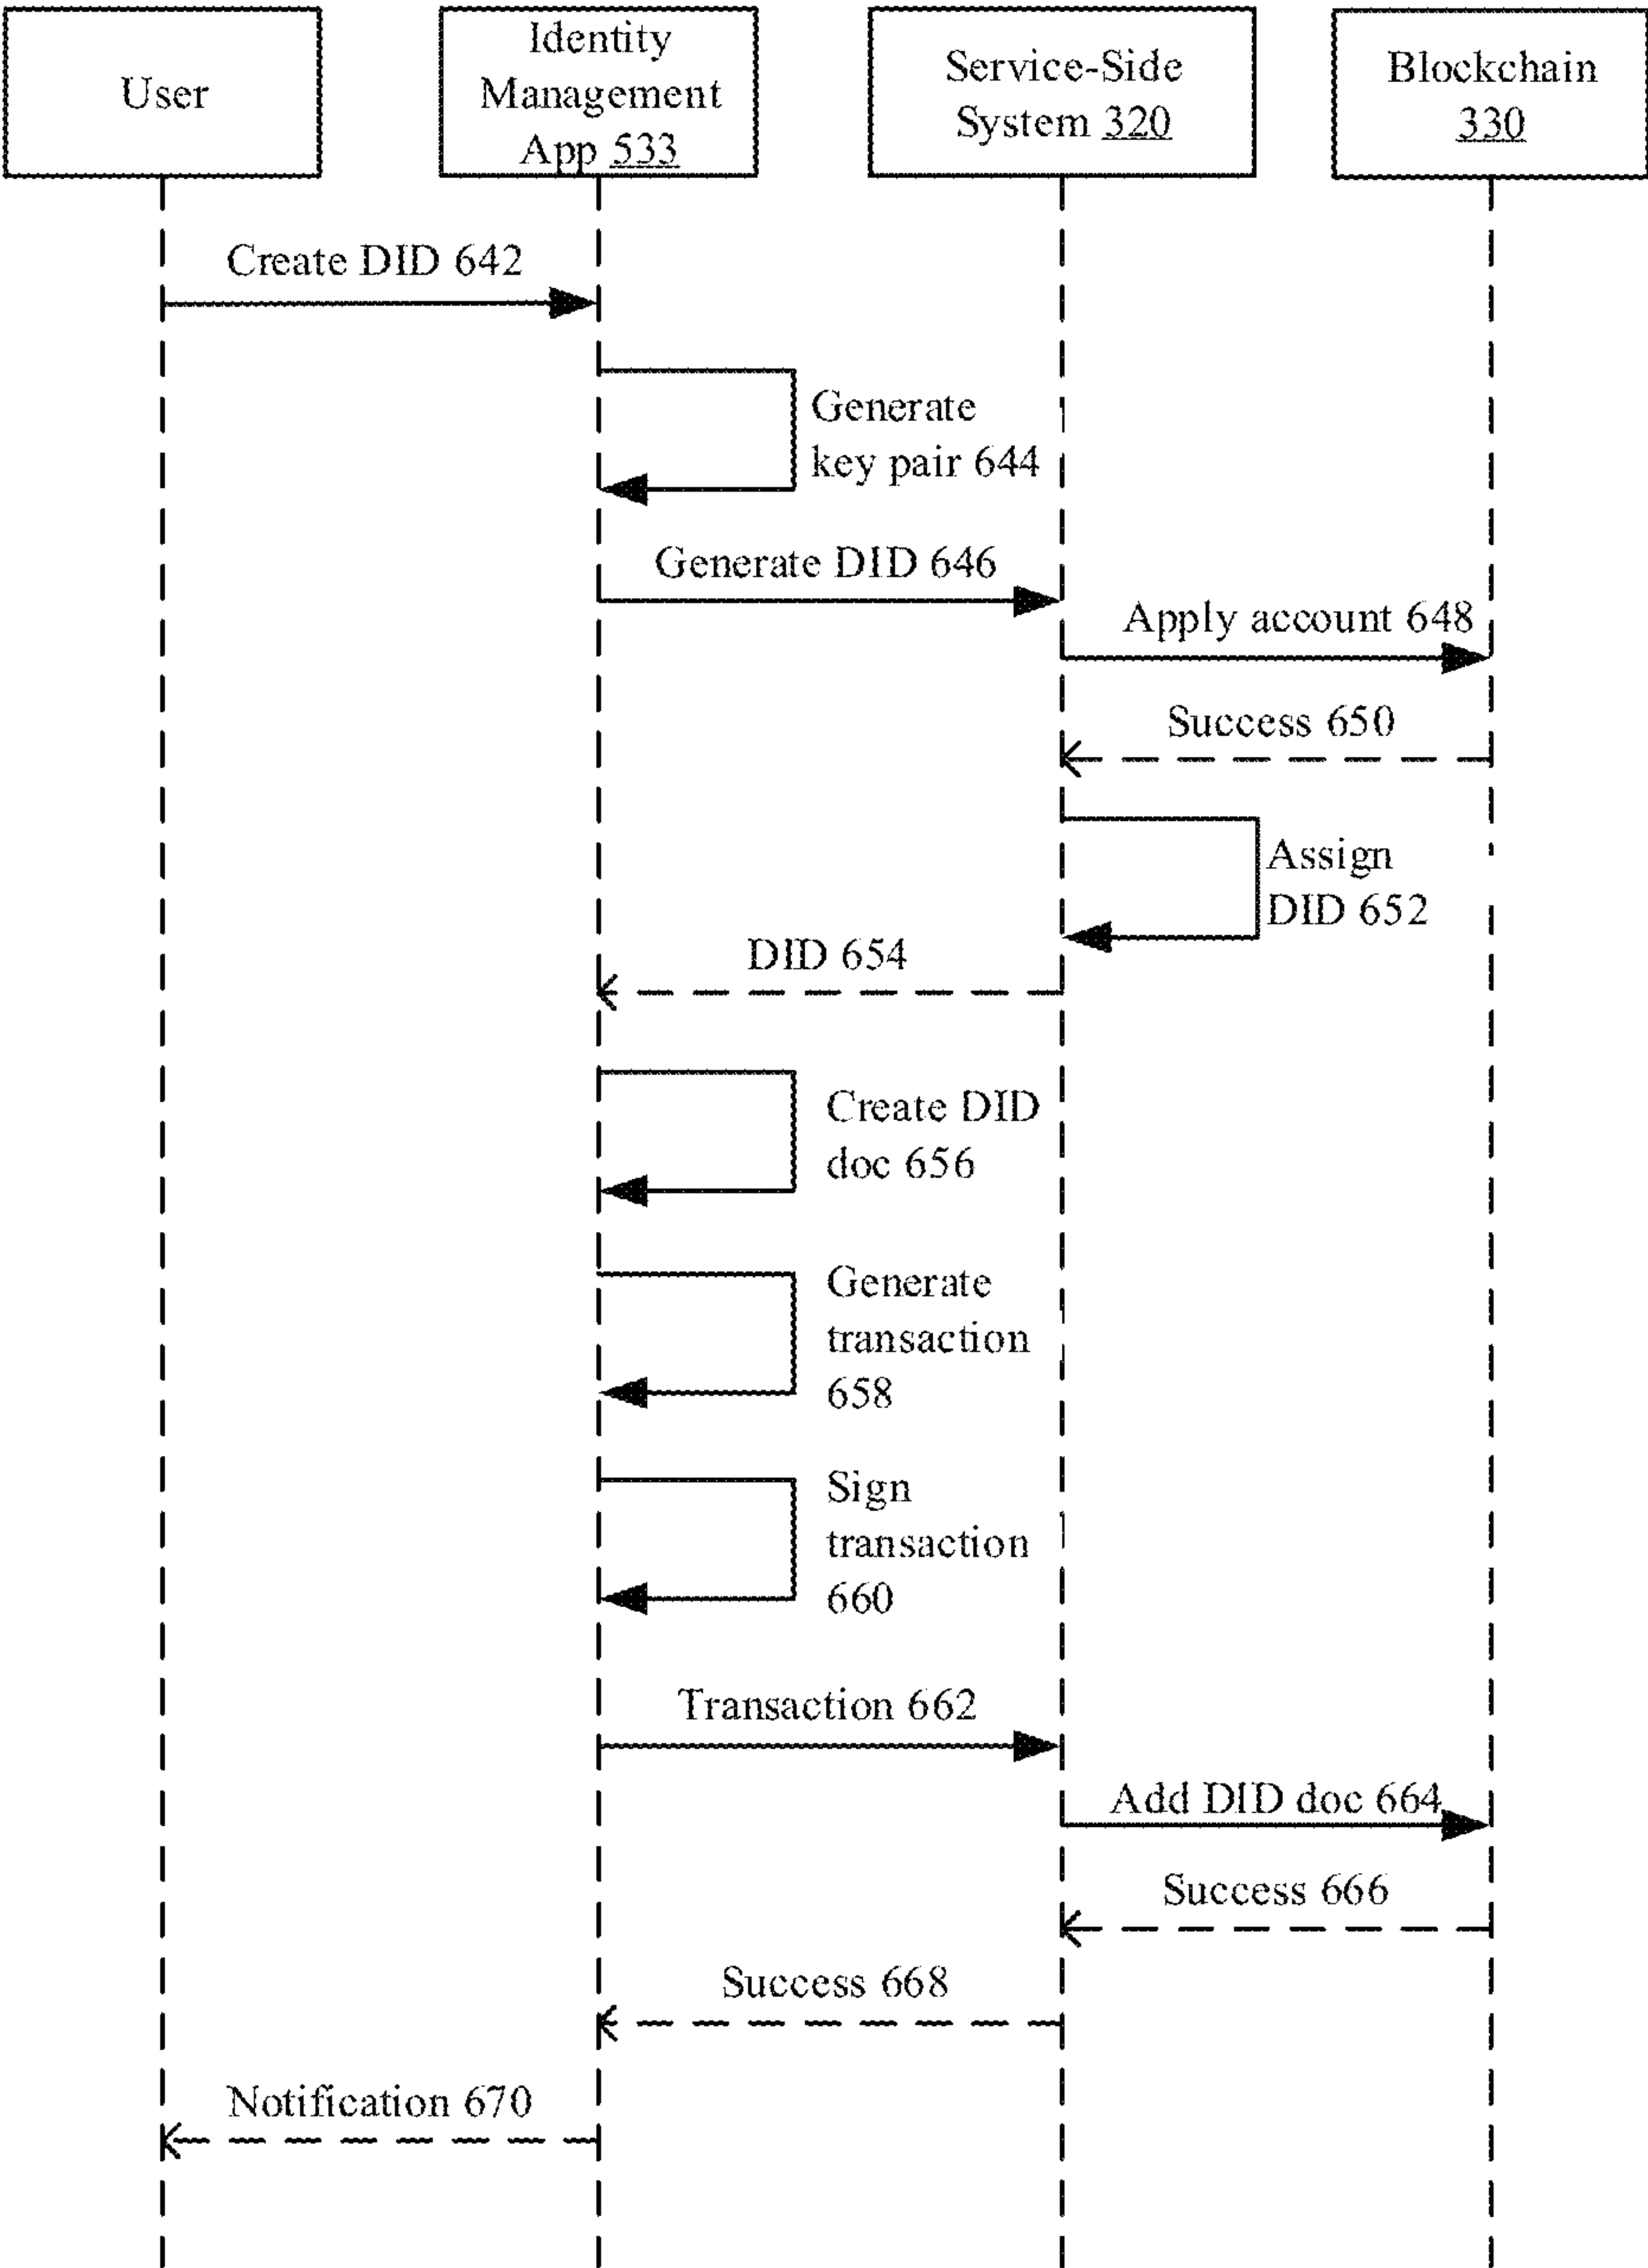 User
Identity
Management
App 533
Service-Side
System 320
Blockchain
330
Create DID 642
Generate
key pair 644
Generate DID 646
Apply account 648
Success 650
Assign
DID 652
DID 654
Create DID
doc 656
Generate
transaction
658
Sign
transaction
660
Transaction 662
Add DID doc 664
Success 666
Success 668
Notification 670